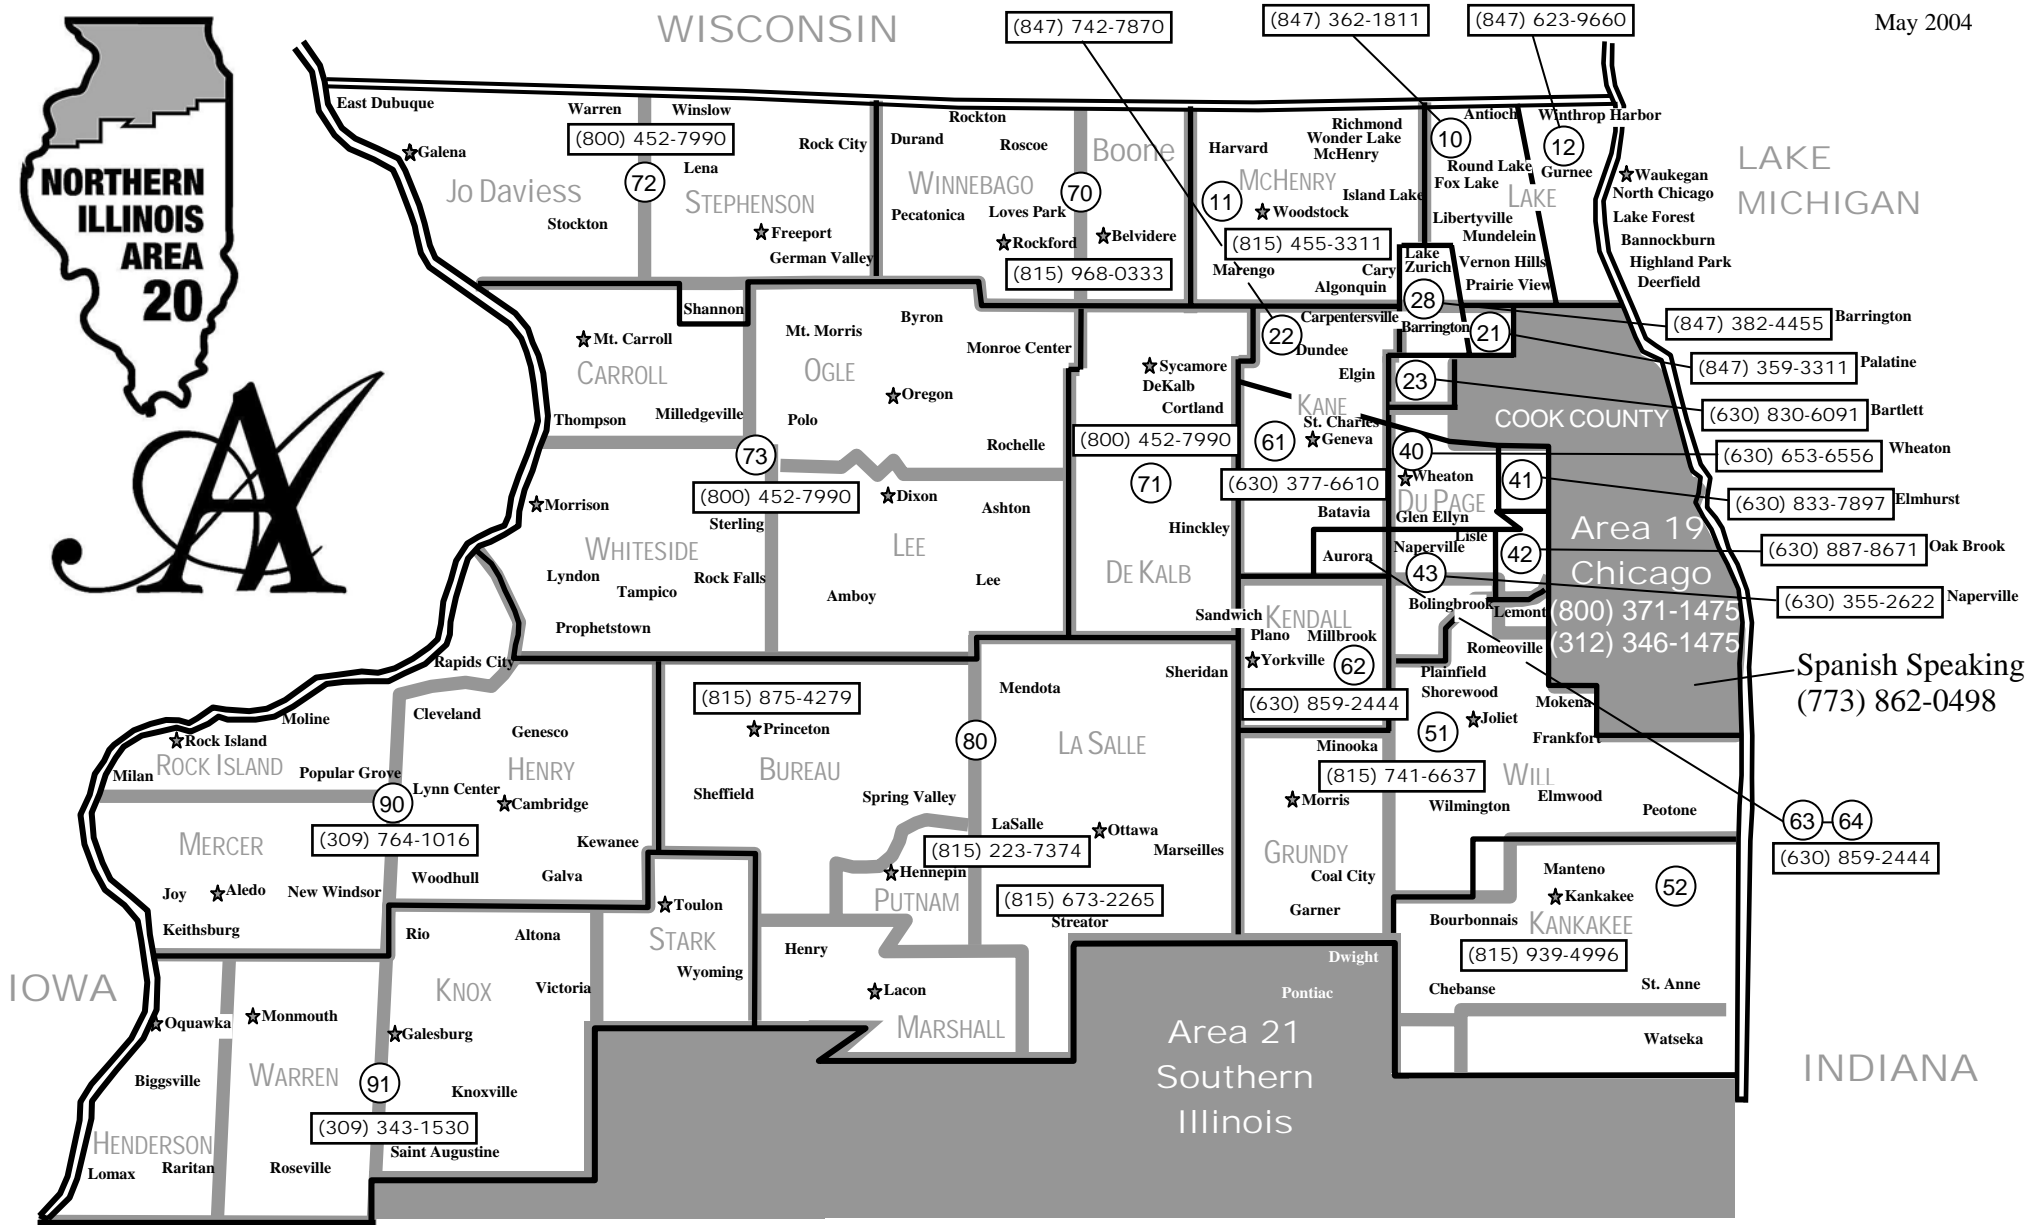 WISCONSIN
(847) 742-7870
(847) 362-1811
(847) 623-9660
May 2004
NORTHERN
ILLINOIS
AREA
20
AA
East Dubuque
Warren
Winslow
(800) 452-7990
Rock City
Galena
Lena
72
Jo Daviess
STEPHENSON
Stockton
Freeport
German Valley
Rockton
Durand
Roscoe
Boone
WINNEBAGO
70
Pecatonica
Loves Park
Rockford
Belvidere
(815) 968-0333
Richmond
Wonder Lake
McHenry
Harvard
MCHENRY
11
Island Lake
Woodstock
(815) 455-3311
Marengo
Cary
Algonquin
Antioch
Winthrop Harbor
10
12
Round Lake
Gurnee
Fox Lake
LAKE
Waukegan
North Chicago
Libertyville
Lake Forest
Mundelein
Bannockburn
Lake
Zurich
Vernon Hills
Highland Park
Prairie View
Deerfield
LAKE
MICHIGAN
28
Barrington
21
(847) 382-4455
Barrington
(847) 359-3311
Palatine
23
(630) 830-6091
Bartlett
COOK COUNTY
(630) 653-6556
Wheaton
(630) 833-7897
Elmhurst
(630) 887-8671
Oak Brook
(630) 355-2622
Naperville
Shannon
Mt. Carroll
CARROLL
Thompson
Milledgeville
Mt. Morris
Byron
Monroe Center
OGLE
Oregon
Polo
Rochelle
73
(800) 452-7990
Sycamore
DeKalb
Cortland
(800) 452-7990
71
Hinckley
DE KALB
Sandwich
Carpentersville
22
Dundee
Elgin
KANE
St. Charles
61
Geneva
(630) 377-6610
Batavia
Aurora
40
Wheaton
41
DU PAGE
Glen Ellyn
Lisle
Naperville
42
43
Bolingbrook
Lemont
Area 19
Chicago
(800) 371-1475
(312) 346-1475
Spanish Speaking
(773) 862-0498
Morrison
Sterling
WHITESIDE
Lyndon
Rock Falls
Tampico
Prophetstown
Dixon
Ashton
LEE
Lee
Amboy
KENDALL
Plano
Millbrook
Yorkville
62
(630) 859-2444
Romeoville
Plainfield
Shorewood
Mokena
Joliet
51
Frankfort
Minooka
(815) 741-6637
WILL
Wilmington
Elmwood
Peotone
63
64
(630) 859-2444
Rapids City
Moline
Rock Island
ROCK ISLAND
Milan
Popular Grove
Cleveland
Genesco
HENRY
Lynn Center
90
Cambridge
(309) 764-1016
Kewanee
Woodhull
Galva
MERCER
Joy
Aledo
New Windsor
Keithsburg
(815) 875-4279
Princeton
BUREAU
Sheffield
Spring Valley
Mendota
Sheridan
80
LA SALLE
LaSalle
Ottawa
(815) 223-7374
Marseilles
Hennepin
PUTNAM
(815) 673-2265
Streator
Morris
GRUNDY
Coal City
Garner
Manteno
52
Kankakee
Bourbonnais
KANKAKEE
(815) 939-4996
Chebanse
St. Anne
Watseka
Toulon
STARK
Wyoming
Henry
Lacon
MARSHALL
Rio
Altona
KNOX
Victoria
Galesburg
Knoxville
IOWA
Oquawka
Monmouth
WARREN
91
Biggsville
(309) 343-1530
HENDERSON
Saint Augustine
Lomax
Raritan
Roseville
Dwight
Pontiac
Area 21
Southern
Illinois
INDIANA